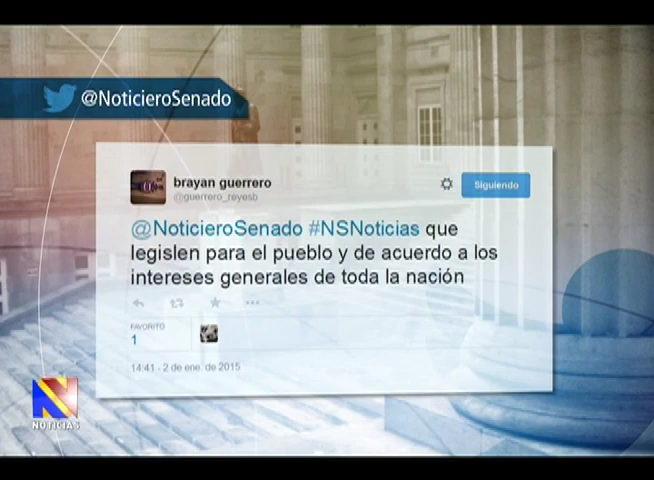 @NoticieroSenado
brayan guerrero
@guerrero_reyesb
Siguiendo
@NoticieroSenado #NSNoticias que
legislen para el pueblo y de acuerdo a los
intereses generales de toda la nación
FAVORITO
1
14:41 - 2 de ene. de 2015
N
NOTICIAS